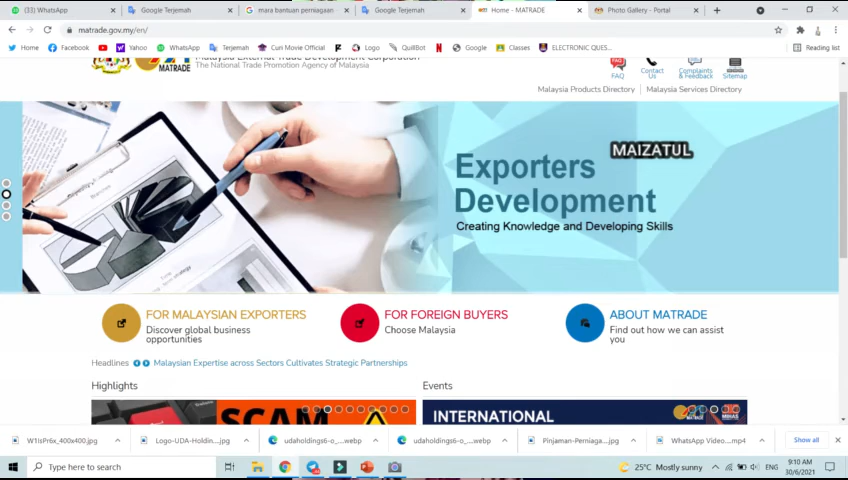 (33) WhatsApp
Google Terjemah
mara bantuan perniagaan
Google Terjemah
Home - MATRADE
Photo Gallery - Portal
matrade.gov.my/en/
Home
Facebook
Yahoo
WhatsApp
Terjemah
Curi Movie Official
Logo
QuillBot
Google
Classes
ELECTRONIC QUES...
Reading list
MATRADE
Malaysia External Trade Development Corporation
The National Trade Promotion Agency of Malaysia
FAQ
Contact Us
Complaints & Feedback
Sitemap
Malaysia Products Directory
Malaysia Services Directory
MAIZATUL
Exporters
Development
Creating Knowledge and Developing Skills
FOR MALAYSIAN EXPORTERS
Discover global business
opportunities
FOR FOREIGN BUYERS
Choose Malaysia
ABOUT MATRADE
Find out how we can assist
you
Headlines
Malaysian Expertise across Sectors Cultivates Strategic Partnerships
Highlights
Events
SCAM
INTERNATIONAL
W1IsPr6x_400x400.jpg
Logo-UDA-Holdin....jpg
udaholdings6-o_....webp
udaholdings6-o_....webp
Pinjaman-Perniaga....jpg
WhatsApp Video....mp4
Show all
Type here to search
25°C Mostly sunny
ENG
9:10 AM
30/6/2021